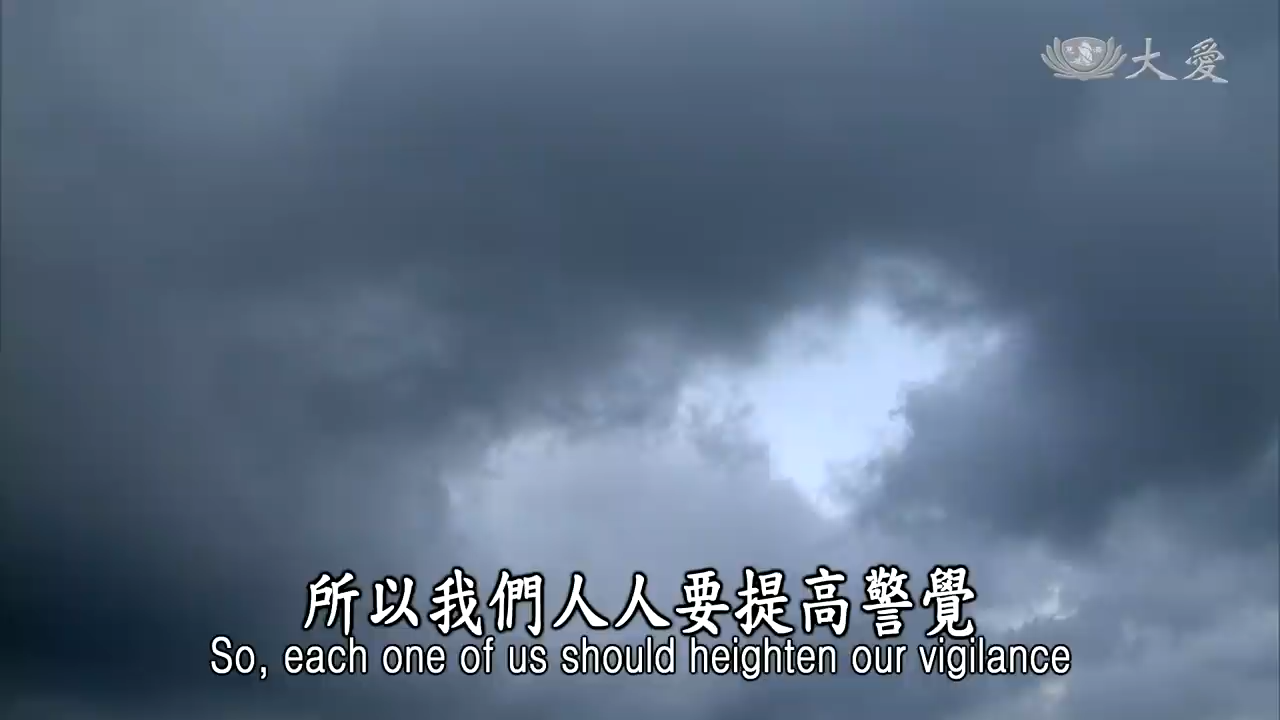 大愛
所以我們人人要提高警覺
So, each one of us should heighten our vigilance